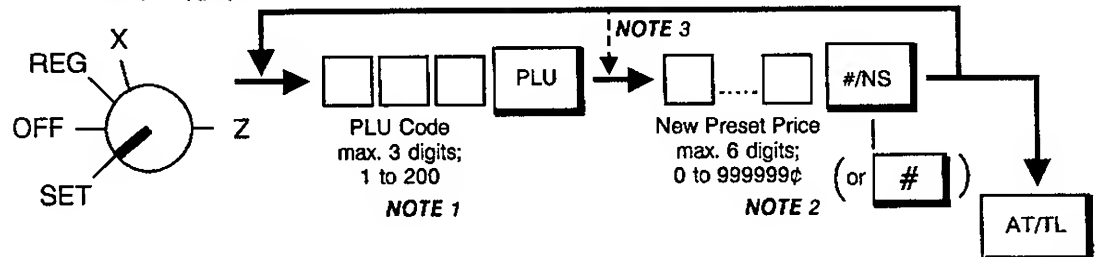 X
REG
OFF
Z
SET
NOTE 3
PLU
#/NS
PLU Code
max. 3 digits;
1 to 200
NOTE 1
New Preset Price
max. 6 digits;
0 to 999999¢
NOTE 2
(or # )
AT/TL